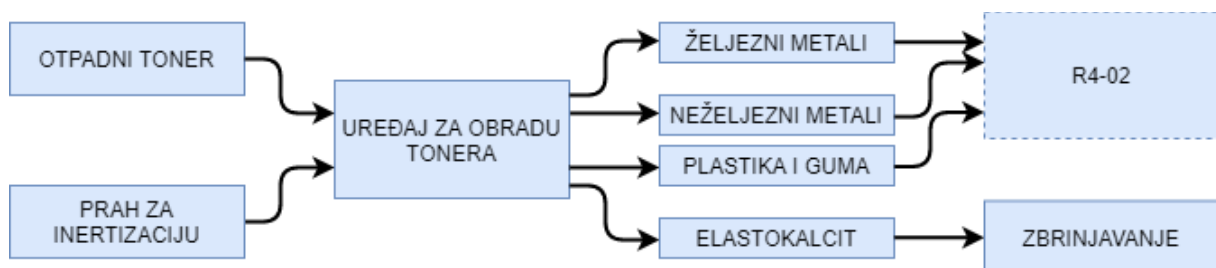 OTPADNI TONER
PRAH ZA
INERTIZACIJU
UREĐAJ ZA OBRADU
TONERA
ŽELJEZNI METALI
NEŽELJEZNI METALI
PLASTIKA I GUMA
ELASTOKALCIT
R4-02
ZBRINJAVANJE